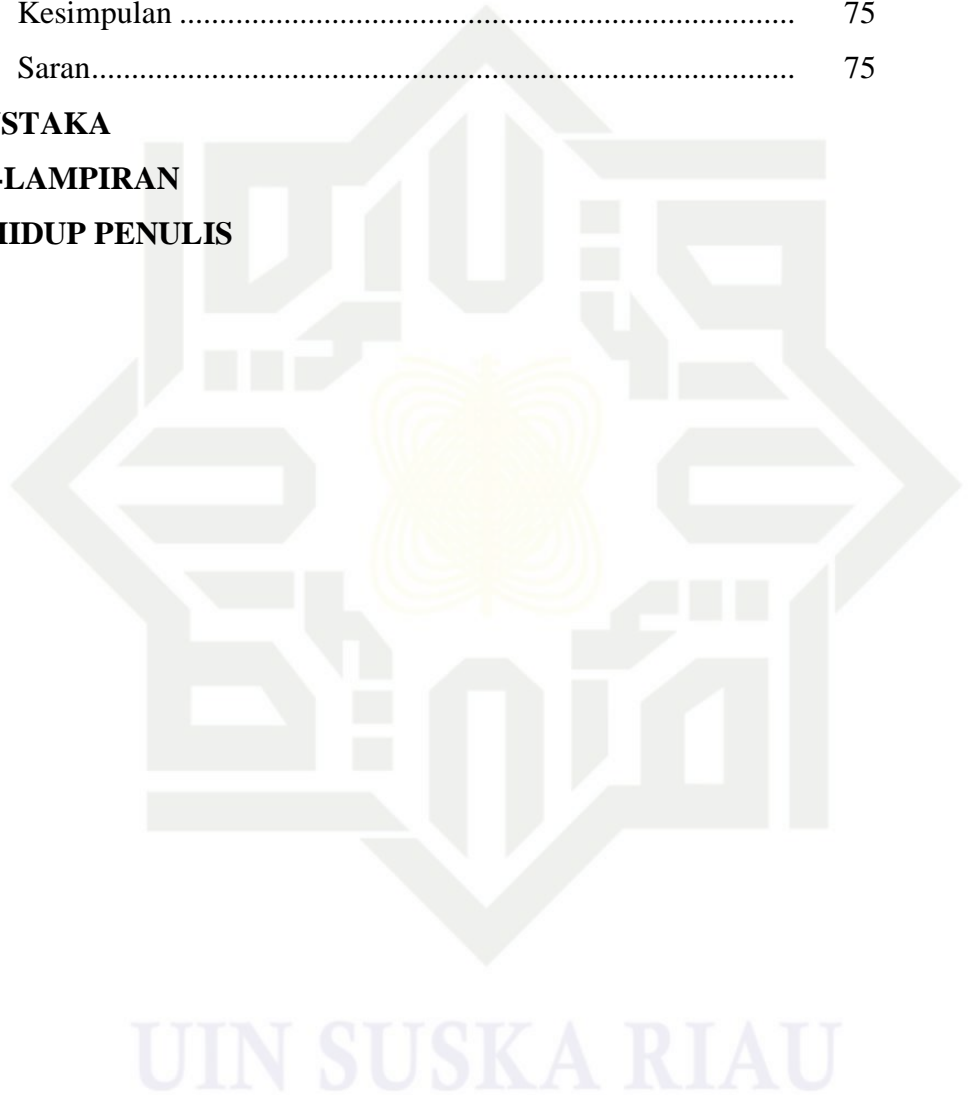 Kesimpulan ............................................................................. 75
Saran........................................................................................ 75
STAKA
-LAMPIRAN
HIDUP PENULIS
UIN SUSKA RIAU